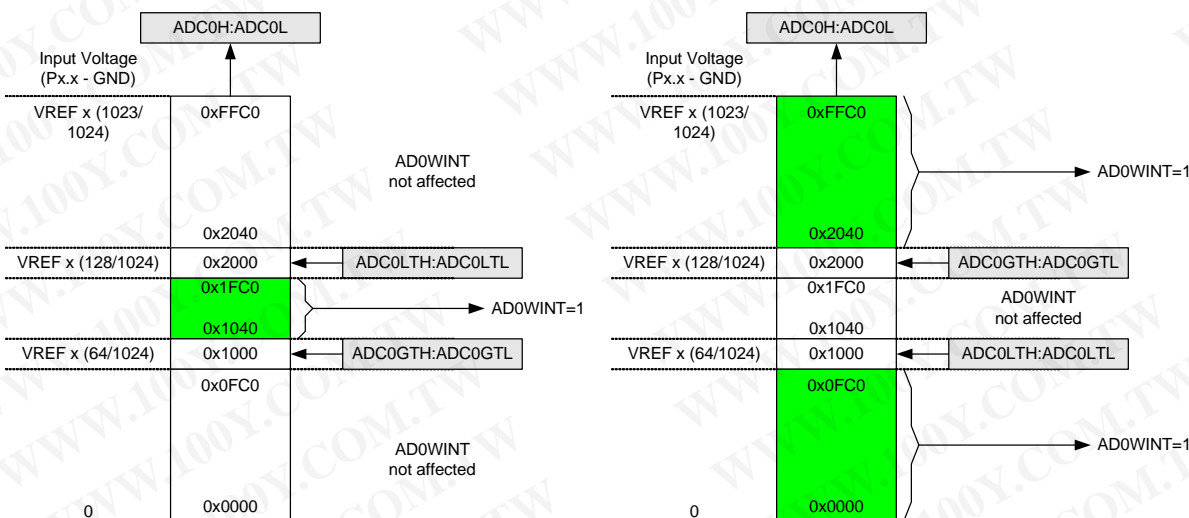 ADC0H:ADC0L
Input Voltage
(Px.x - GND)
VREF x (1023/
1024)
0xFFC0
AD0WINT
not affected
0x2040
VREF x (128/1024)
0x2000
ADC0LTH:ADC0LTL
0x1FC0
AD0WINT=1
0x1040
VREF x (64/1024)
0x1000
ADC0GTH:ADC0GTL
0x0FC0
AD0WINT
not affected
0
0x0000
ADC0H:ADC0L
Input Voltage
(Px.x - GND)
VREF x (1023/
1024)
0xFFC0
AD0WINT=1
0x2040
VREF x (128/1024)
0x2000
ADC0GTH:ADC0GTL
0x1FC0
AD0WINT
not affected
0x1040
VREF x (64/1024)
0x1000
ADC0LTH:ADC0LTL
0x0FC0
AD0WINT=1
0
0x0000
WWW.100Y.COM.TW